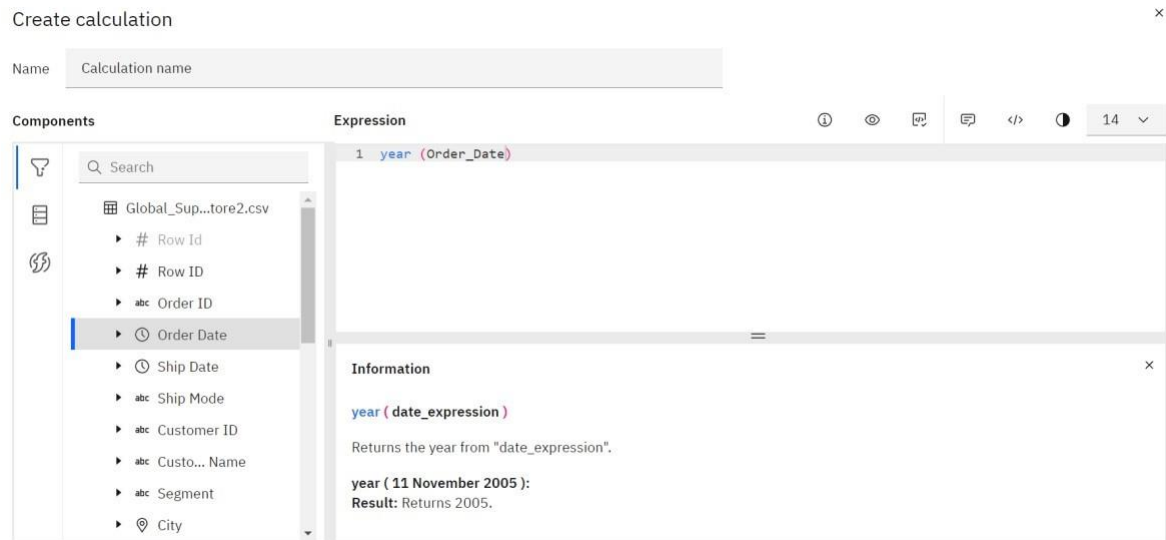 Create calculation
×
Name Calculation name
Components
Expression
14
Search
Global_Sup...tore2.csv
# Row Id
# Row ID
abc Order ID
Order Date
Ship Date
abc Ship Mode
abc Customer ID
abc Custo... Name
abc Segment
City
1 year (Order_Date)
Information
×
year ( date_expression )
Returns the year from "date_expression".
year ( 11 November 2005 ):
Result: Returns 2005.